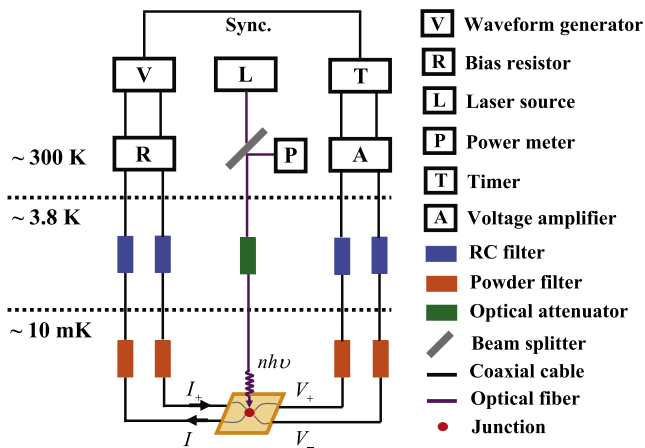 Sync.
V
L
T
R
P
A
~ 300 K
~ 3.8 K
~ 10 mK
nhυ
I+
I
V+
V−
V Waveform generator
R Bias resistor
L Laser source
P Power meter
T Timer
A Voltage amplifier
RC filter
Powder filter
Optical attenuator
Beam splitter
Coaxial cable
Optical fiber
Junction